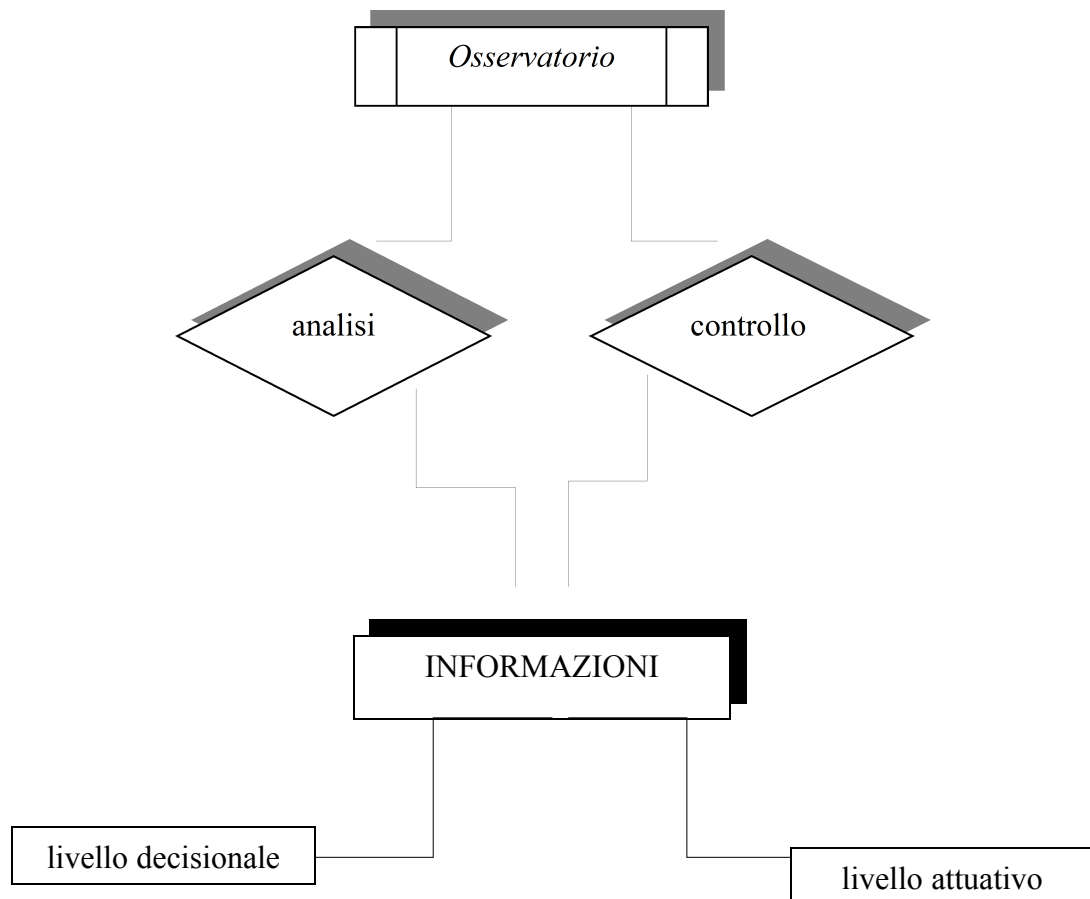 Osservatorio
analisi
controllo
INFORMAZIONI
livello decisionale
livello attuativo